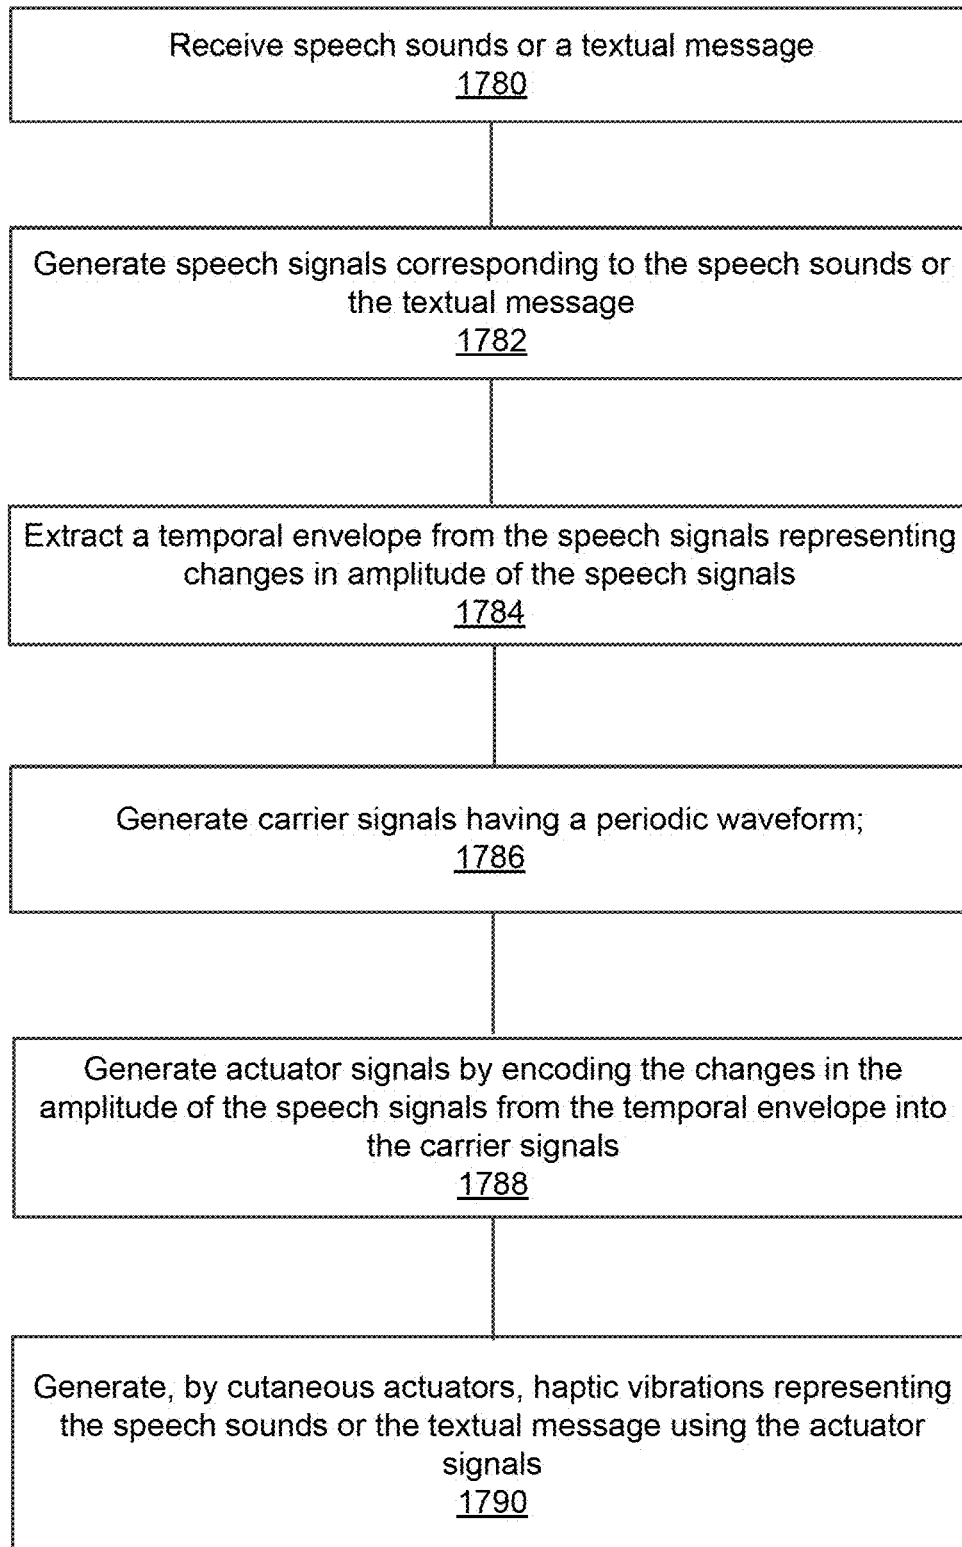 Receive speech sounds or a textual message
1780
Generate speech signals corresponding to the speech sounds or
the textual message
1782
Extract a temporal envelope from the speech signals representing
changes in amplitude of the speech signals
1784
Generate carrier signals having a periodic waveform;
1786
Generate actuator signals by encoding the changes in the
amplitude of the speech signals from the temporal envelope into
the carrier signals
1788
Generate, by cutaneous actuators, haptic vibrations representing
the speech sounds or the textual message using the actuator
signals
1790